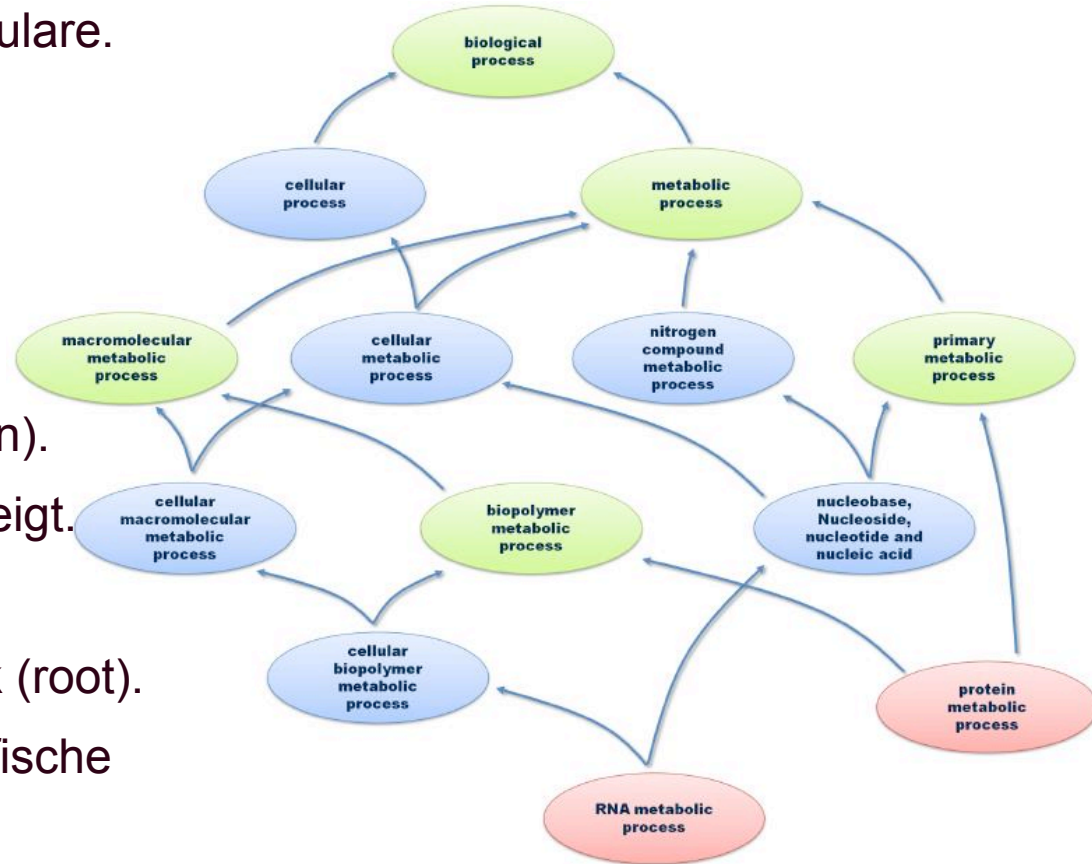 ulare.
biological
process
cellular
process
metabolic
process
macromolecular
metabolic
process
cellular
metabolic
process
nitrogen
compound
metabolic
process
primary
metabolic
process
n).
eigt.
cellular
macromolecular
metabolic
process
biopolymer
metabolic
process
nucleobase,
Nucleoside,
nucleotide and
nucleic acid
cellular
biopolymer
metabolic
process
(root).
protein
metabolic
process
fische
RNA metabolic
process